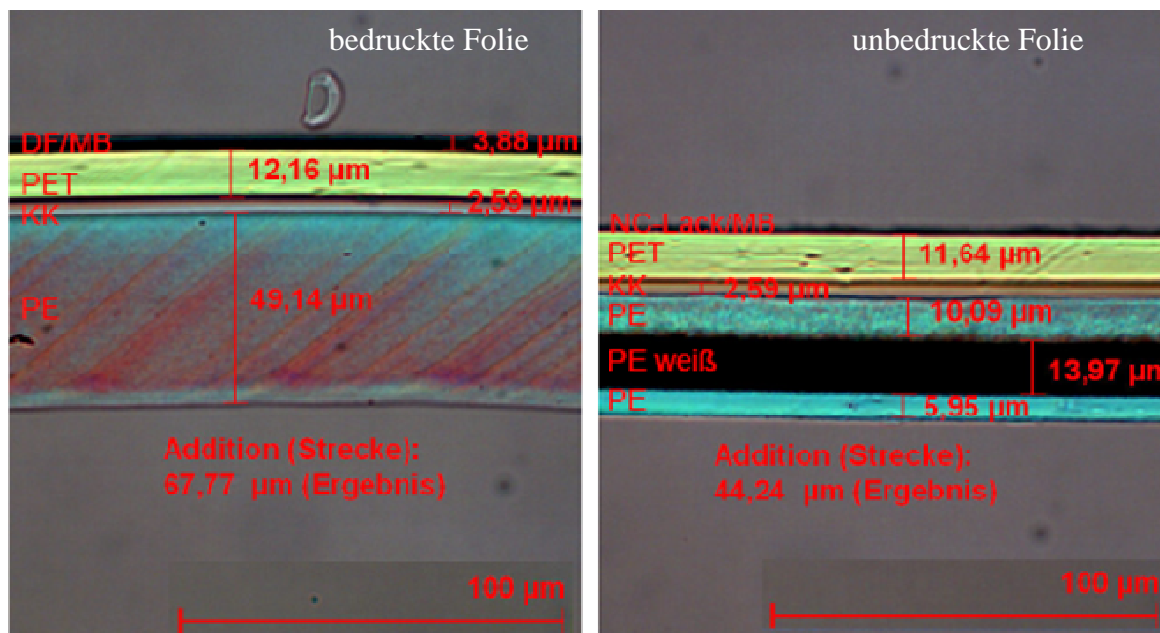 bedruckte Folie
DF/MB
3,88 µm
PET
12,16 µm
KK
2,59 µm
PE
49,14 µm
Addition (Strecke):
67,77 µm (Ergebnis)
100 µm
unbedruckte Folie
NC-Lack/MB
PET
11,64 µm
KK
2,59 µm
PE
10,09 µm
PE weiß
13,97 µm
PE
5,95 µm
Addition (Strecke):
44,24 µm (Ergebnis)
100 µm